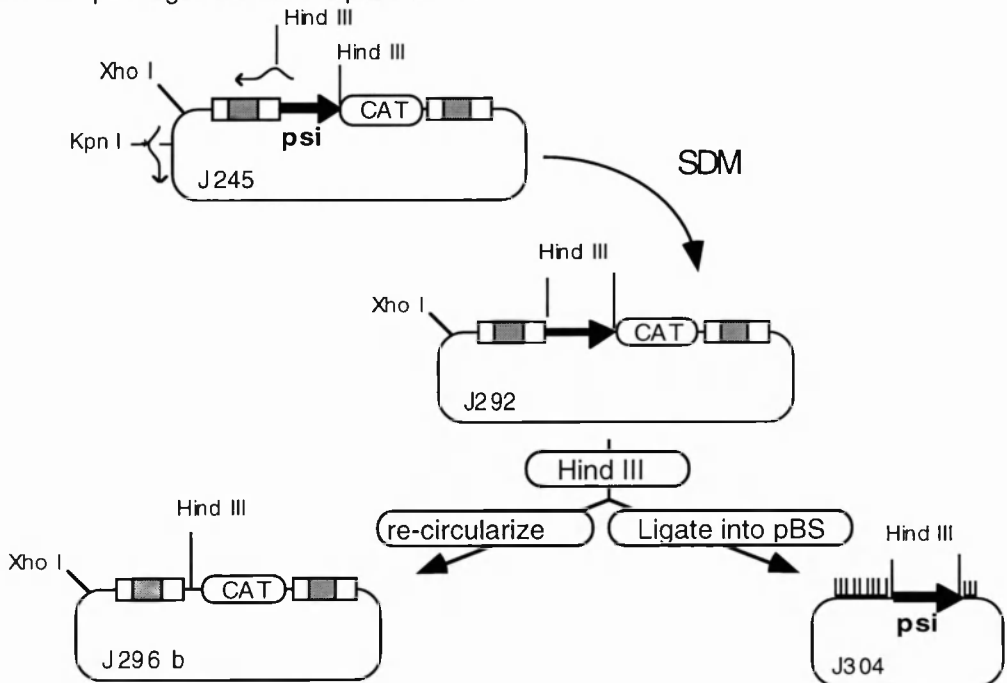 Hind III
Hind III
Xho I
CAT
psi
Kpn I
J245
SDM
Hind III
Xho I
CAT
J292
Hind III
re-circularize
Ligate into pBS
Hind III
Hind III
Xho I
CAT
psi
J296 b
J304